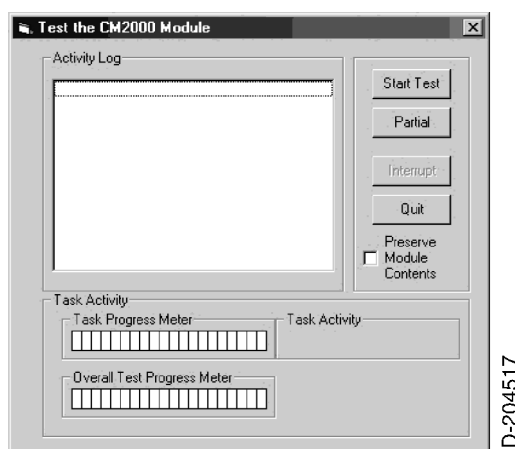 Test the CM2000 Module
Activity Log
Start Test
Partial
Interrupt
Quit
Preserve
Module
Contents
Task Activity
Task Progress Meter
Task Activity
Overall Test Progress Meter
D-204517